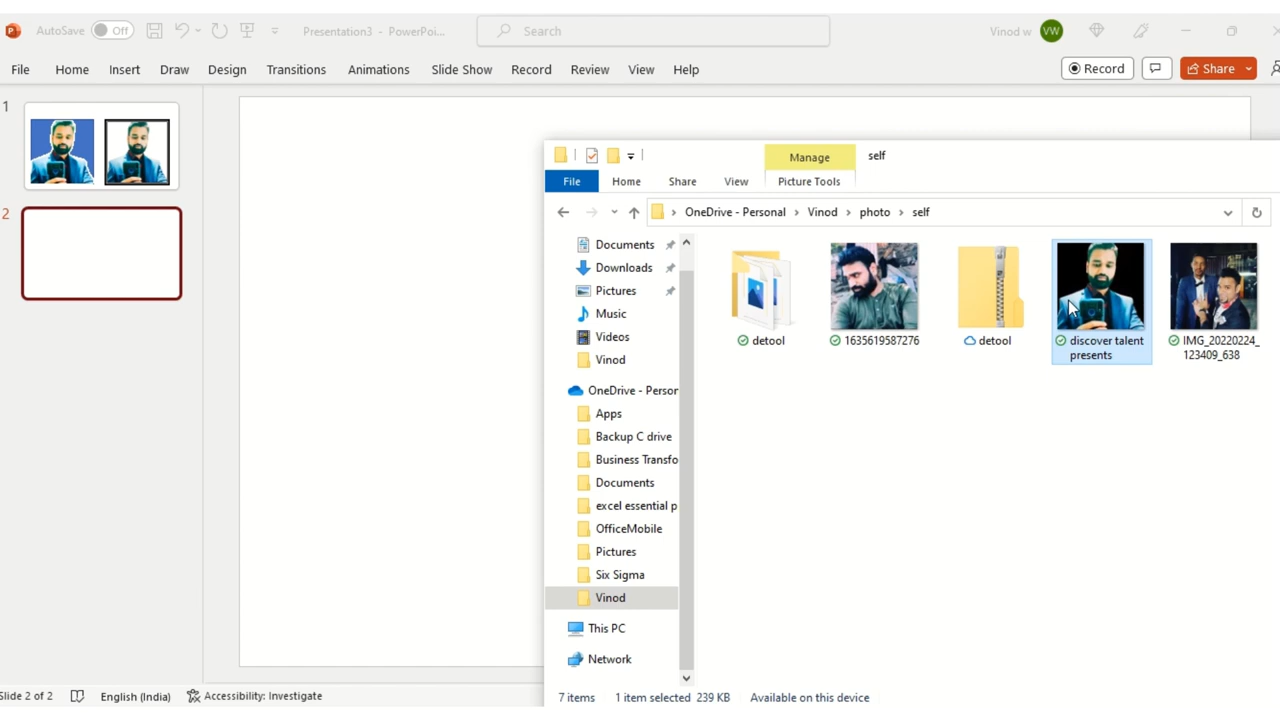 AutoSave Off Presentation3 - PowerPoi... Search Vinod w VW
File Home Insert Draw Design Transitions Animations Slide Show Record Review View Help Record Share
1
2
Manage self
File Home Share View Picture Tools
OneDrive - Personal Vinod photo self
Documents
Downloads
Pictures
Music
Videos
Vinod
OneDrive - Person
Apps
Backup C drive
Business Transfo
Documents
excel essential p
OfficeMobile
Pictures
Six Sigma
Vinod
This PC
Network
detool
1635619587276
detool
discover talent
presents
IMG_20220224_
123409_638
7 items 1 item selected 239 KB Available on this device
Slide 2 of 2 English (India) Accessibility: Investigate